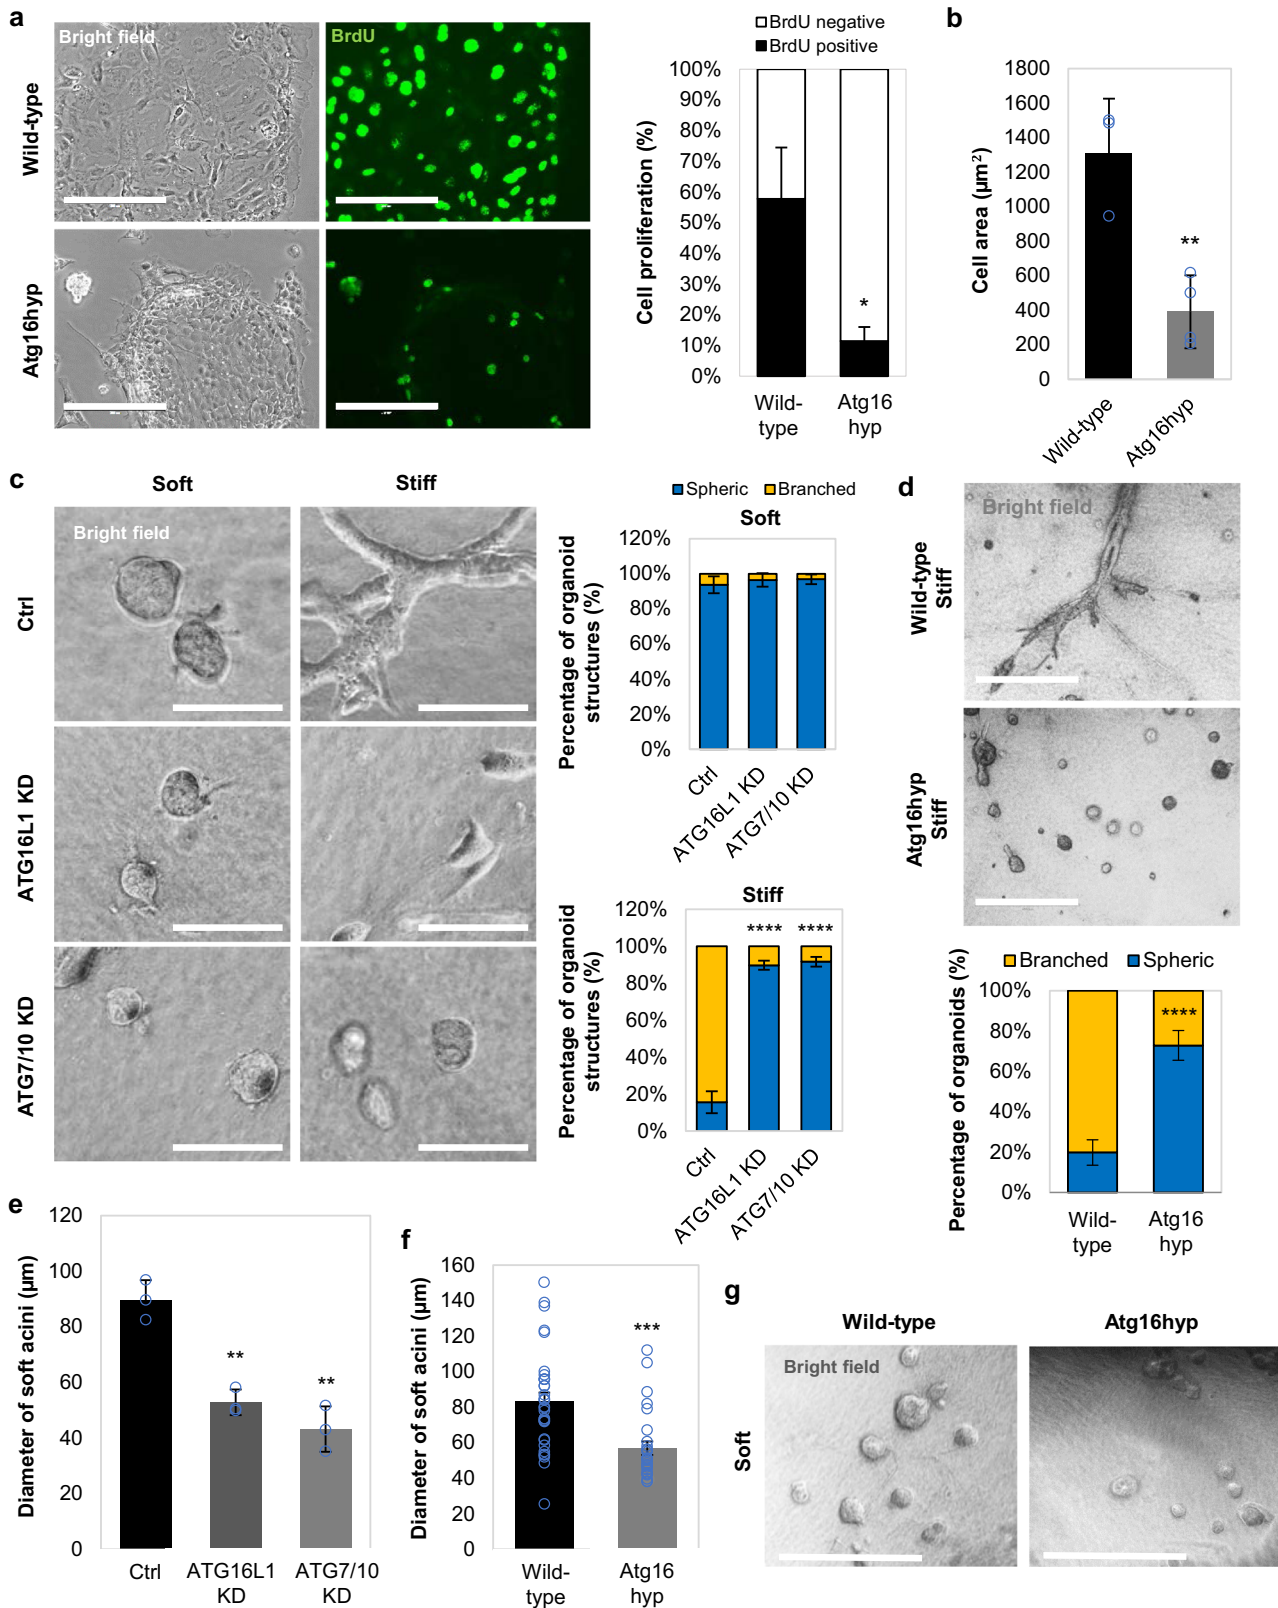 a
Bright field
BrdU
Wild-type
Atg16hyp
BrdU negative
BrdU positive
Cell proliferation (%)
100%
90%
80%
70%
60%
50%
40%
30%
20%
10%
0%
*
Wild-
type
Atg16
hyp
b
Cell area (µm²)
1800
1600
1400
1200
1000
800
600
400
200
0
**
Wild-type
Atg16hyp
c
Soft
Stiff
Bright field
Ctrl
ATG16L1 KD
ATG7/10 KD
Spheric
Branched
Soft
Percentage of organoid
structures (%)
120%
100%
80%
60%
40%
20%
0%
Ctrl
ATG16L1 KD
ATG7/10 KD
Stiff
Percentage of organoid
structures (%)
120%
100%
80%
60%
40%
20%
0%
****
****
Ctrl
ATG16L1 KD
ATG7/10 KD
d
Bright field
Wild-type
Stiff
Atg16hyp
Stiff
Branched
Spheric
Percentage of organoids (%)
100%
80%
60%
40%
20%
0%
****
Wild-
type
Atg16
hyp
e
Diameter of soft acini (µm)
120
100
80
60
40
20
0
**
**
Ctrl
ATG16L1
KD
ATG7/10
KD
f
Diameter of soft acini (µm)
160
140
120
100
80
60
40
20
0
***
Wild-
type
Atg16
hyp
g
Wild-type
Atg16hyp
Bright field
Soft